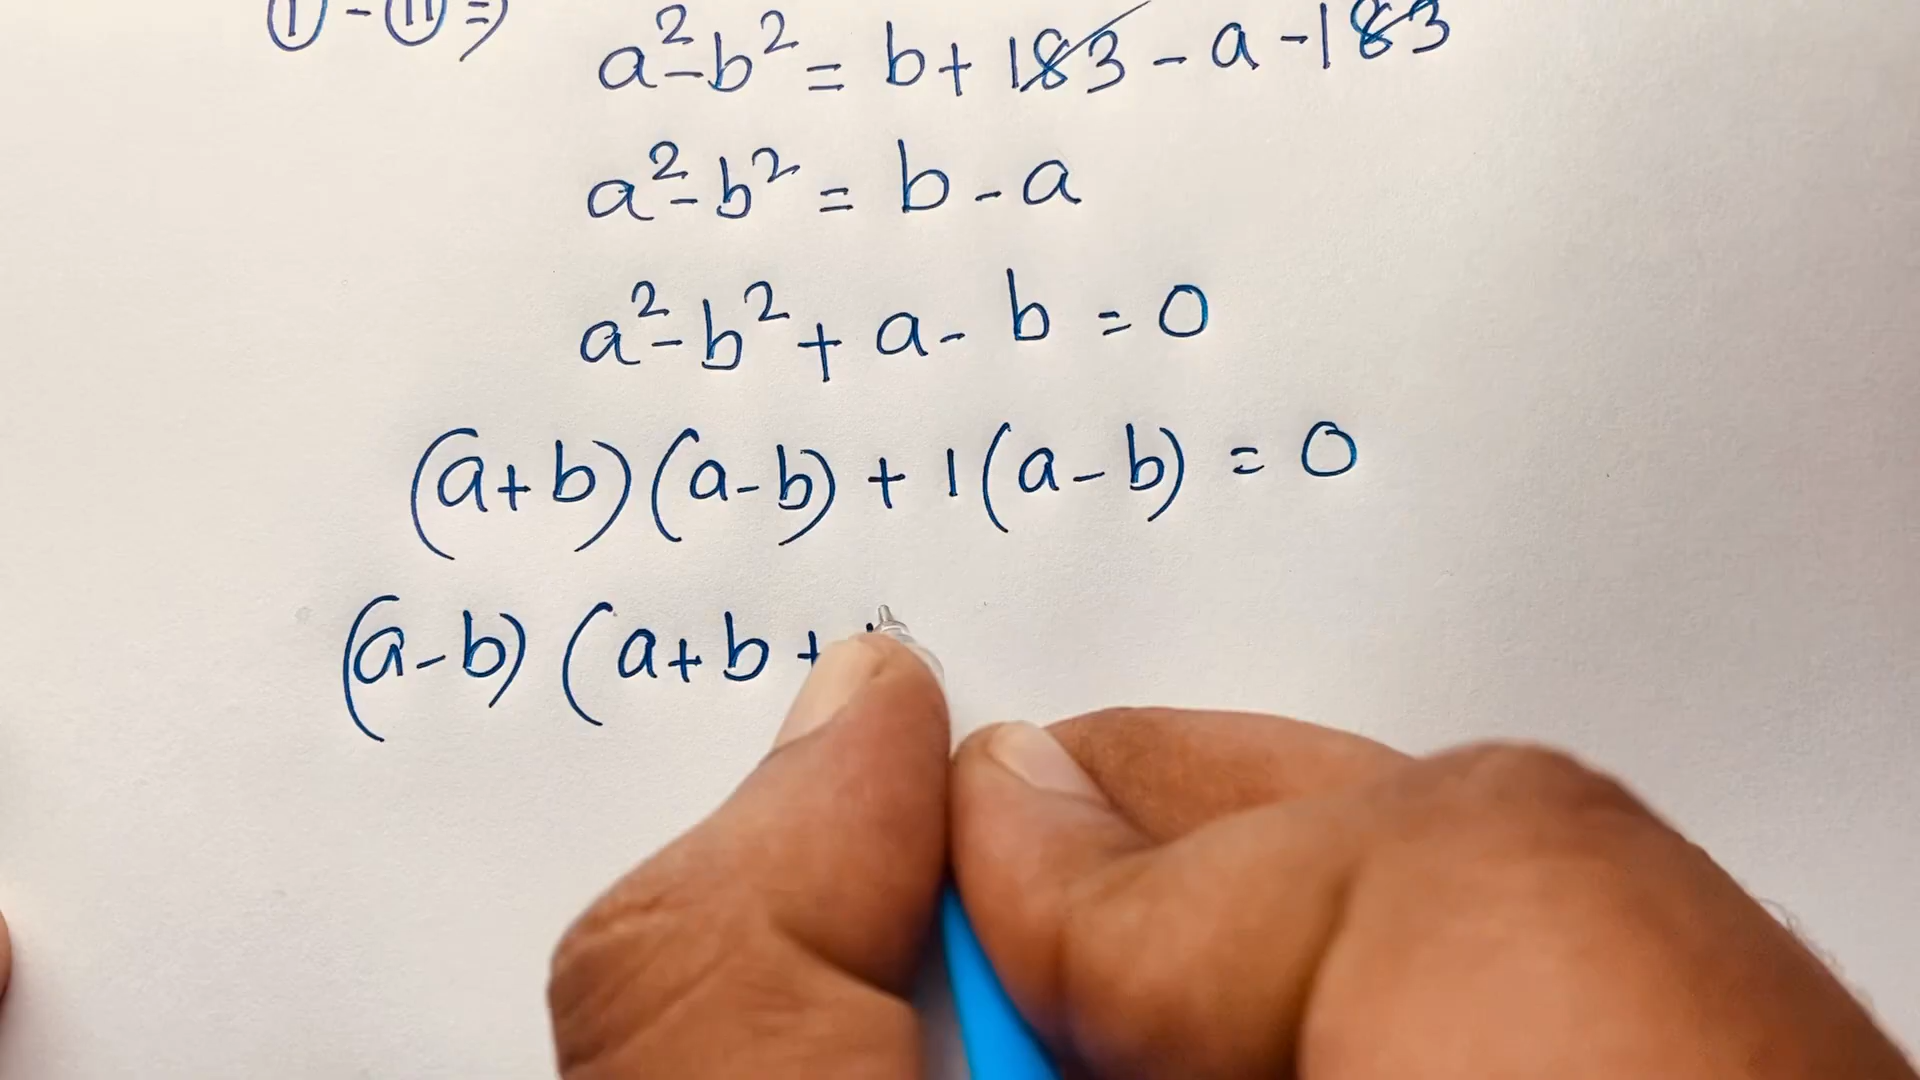 ① - ⑪ ⇒ a² - b² = b + 183 - a - 183
a² - b² = b - a
a² - b² + a - b = 0
(a+b)(a-b) + 1(a-b) = 0
(a-b)(a+b+